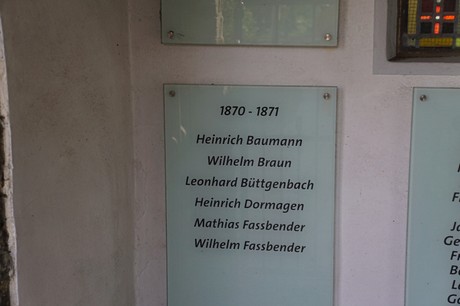 1870 - 1871
Heinrich Baumann
Wilhelm Braun
Leonhard Büttgenbach
Heinrich Dormagen
Mathias Fassbender
Wilhelm Fassbender